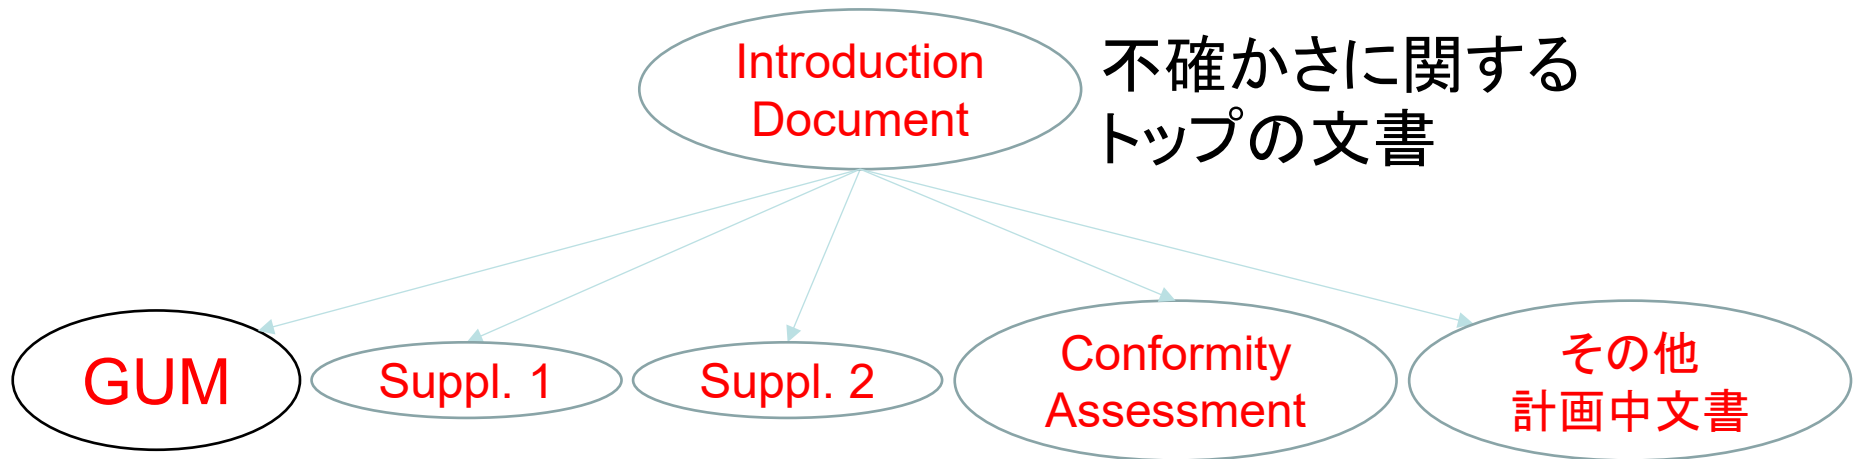 Introduction
Document
不確かさに関する
トップの文書
GUM
Suppl. 1
Suppl. 2
Conformity
Assessment
その他
計画中文書